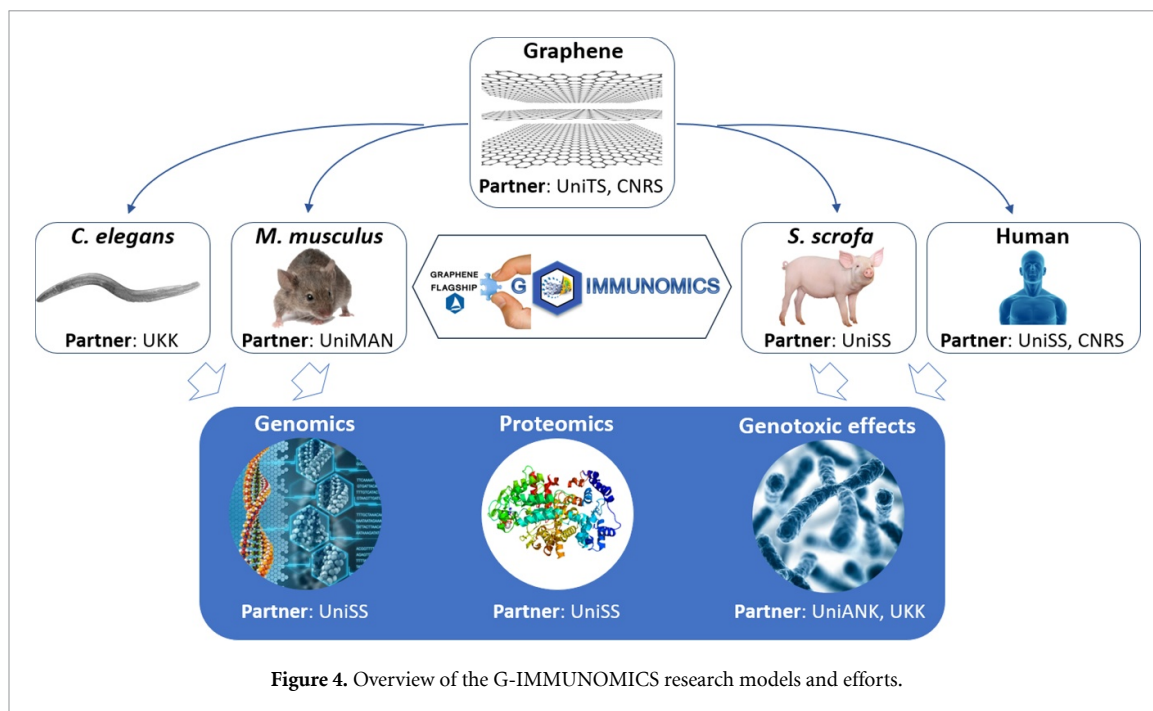 Graphene
Partner: UniTS, CNRS
C. elegans
Partner: UKK
M. musculus
Partner: UniMAN
GRAPHENE
FLAGSHIP
G
IMMUNOMICS
S. scrofa
Partner: UniSS
Human
Partner: UniSS, CNRS
Genomics
Partner: UniSS
Proteomics
Partner: UniSS
Genotoxic effects
Partner: UniANK, UKK
Figure 4. Overview of the G-IMMUNOMICS research models and efforts.